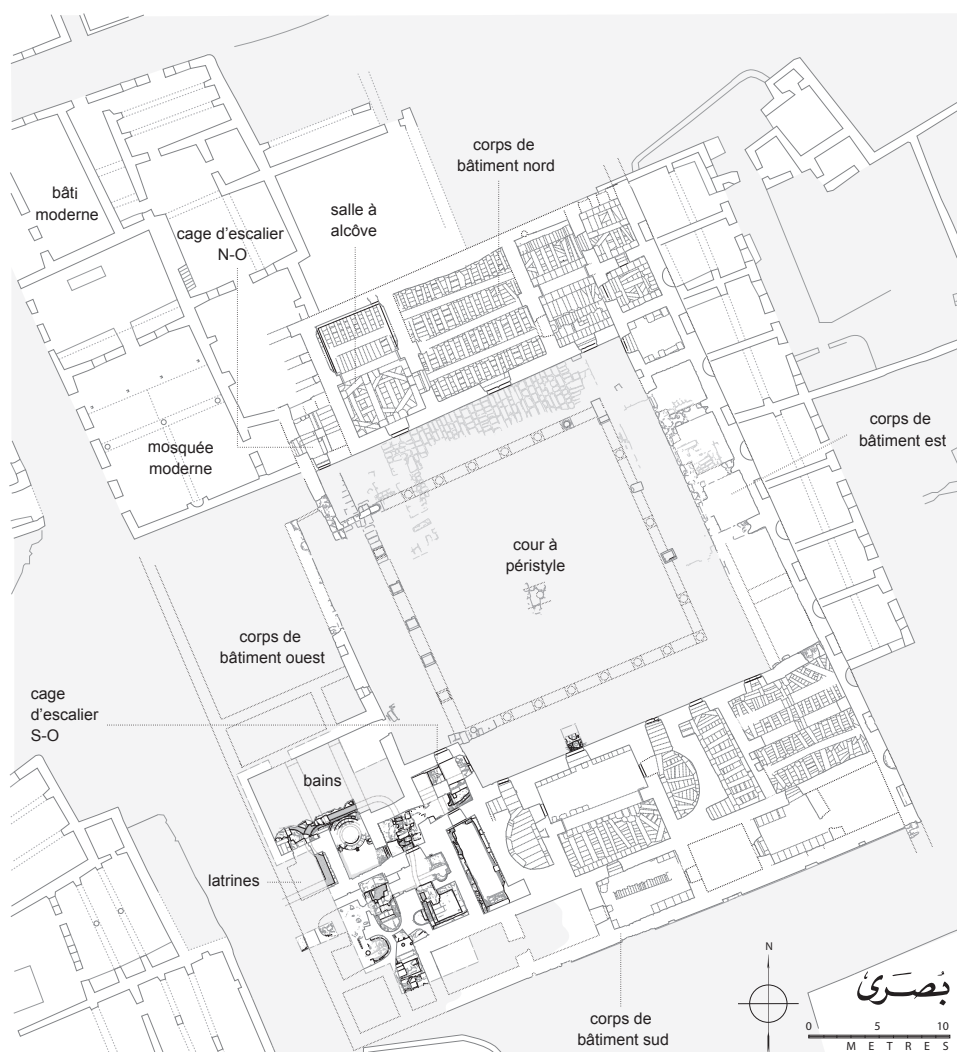 corps de
bâtiment nord
bâti
moderne
salle à
alcôve
cage d'escalier
N-O
corps de
bâtiment est
mosquée
moderne
cour à
péristyle
corps de
bâtiment ouest
cage
d'escalier
S-O
bains
latrines
N
بُصرَى
0 5 10
METRES
corps de
bâtiment sud